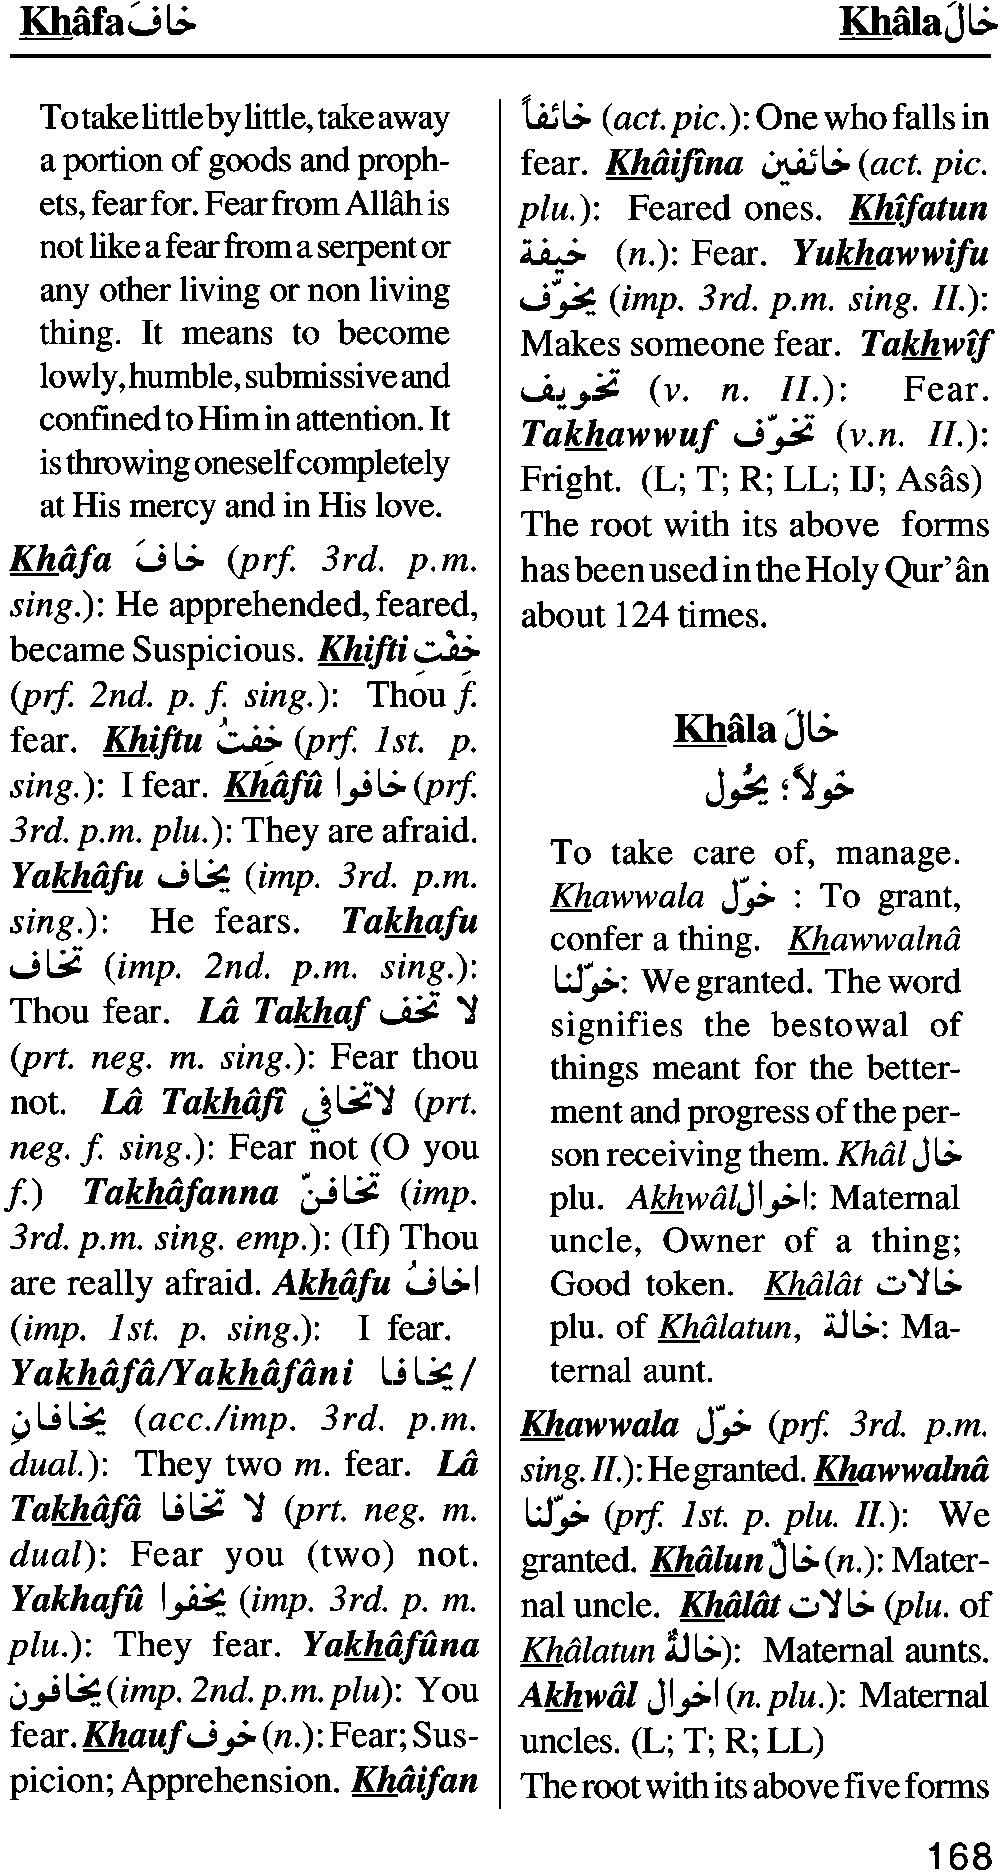 Khâfa خافَ
Khâla خالَ
To take little by little, take away
a portion of goods and proph-
ets, fear for. Fear from Allâh is
not like a fear from a serpent or
any other living or non living
thing. It means to become
lowly, humble, submissive and
confined to Him in attention. It
is throwing oneself completely
at His mercy and in His love.
Khâfa خافَ (prf. 3rd. p.m.
sing.): He apprehended, feared,
became Suspicious. Khifti خِفْتِ
(prf. 2nd. p. f. sing.): Thou f.
fear. Khiftu خِفتُ (prf. 1st. p.
sing.): I fear. Khâfû خافوا (prf.
3rd. p.m. plu.): They are afraid.
Yakhâfu يخاف (imp. 3rd. p.m.
sing.): He fears. Takhafu
تخاف (imp. 2nd. p.m. sing.):
Thou fear. Lâ Takhaf لا تخف
(prt. neg. m. sing.): Fear thou
not. Lâ Takhâfî لاتخافي (prt.
neg. f. sing.): Fear not (O you
f.) Takhâfanna تخافنّ (imp.
3rd. p.m. sing. emp.): (If) Thou
are really afraid. Akhâfu اخافُ
(imp. 1st. p. sing.): I fear.
Yakhâfâ/Yakhâfâni يخافا /
يخافانِ (acc./imp. 3rd. p.m.
dual.): They two m. fear. Lâ
Takhâfâ لا تخافا (prt. neg. m.
dual): Fear you (two) not.
Yakhafû يخفوا (imp. 3rd. p. m.
plu.): They fear. Yakhâfûna
يخافون (imp. 2nd. p.m. plu): You
fear. Khauf خوف (n.): Fear; Sus-
picion; Apprehension. Khâifan
خائفاً (act. pic.): One who falls in
fear. Khâifîna خائفين (act. pic.
plu.): Feared ones. Khîfatun
خيفة (n.): Fear. Yukhawwifu
يخوّف (imp. 3rd. p.m. sing. II.):
Makes someone fear. Takhwîf
تخويف (v. n. II.): Fear.
Takhawwuf تخوّف (v.n. II.):
Fright. (L; T; R; LL; IJ; Asâs)
The root with its above forms
has been used in the Holy Qur'ân
about 124 times.
Khâla خالَ
خَولاً؛ يخُول
To take care of, manage.
Khawwala خوّل : To grant,
confer a thing. Khawwalnâ
خوّلنا: We granted. The word
signifies the bestowal of
things meant for the better-
ment and progress of the per-
son receiving them. Khâl خال
plu. Akhwâl اخوال: Maternal
uncle, Owner of a thing;
Good token. Khâlât خالات
plu. of Khâlatun, خالة: Ma-
ternal aunt.
Khawwala خوّل (prf. 3rd. p.m.
sing. II.): He granted. Khawwalnâ
خوّلنا (prf. 1st. p. plu. II.): We
granted. Khâlun خالٌ (n.): Mater-
nal uncle. Khâlât خالات (plu. of
Khâlatun خالةٌ): Maternal aunts.
Akhwâl اخوال (n. plu.): Maternal
uncles. (L; T; R; LL)
The root with its above five forms
168